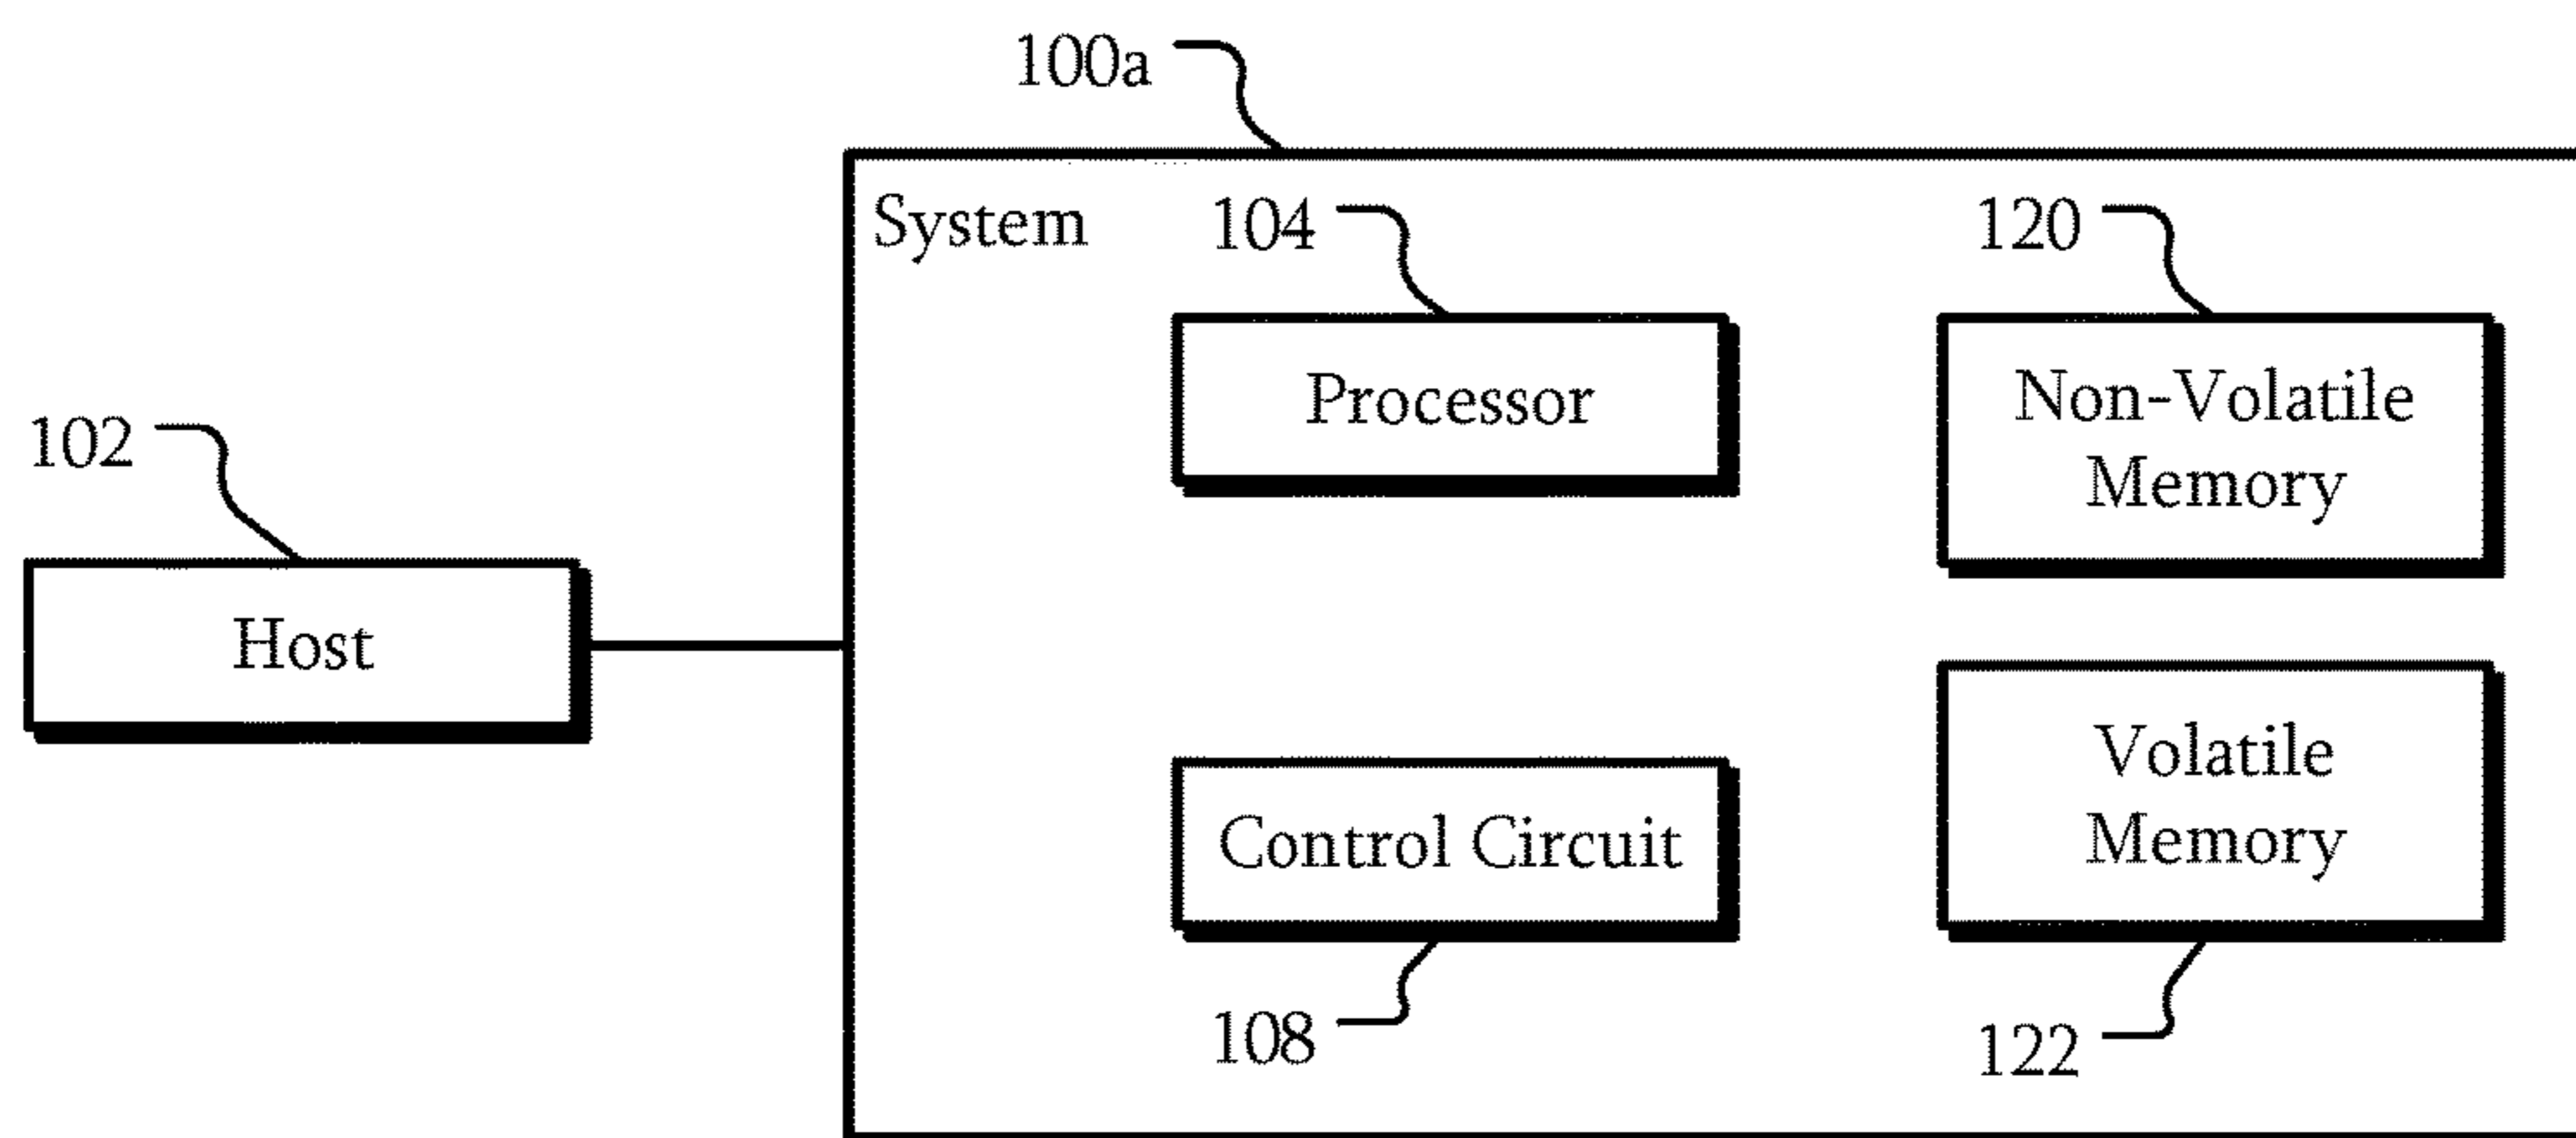 100a
System
104
120
Processor
Non-Volatile
Memory
102
Host
Volatile
Memory
Control Circuit
108
122